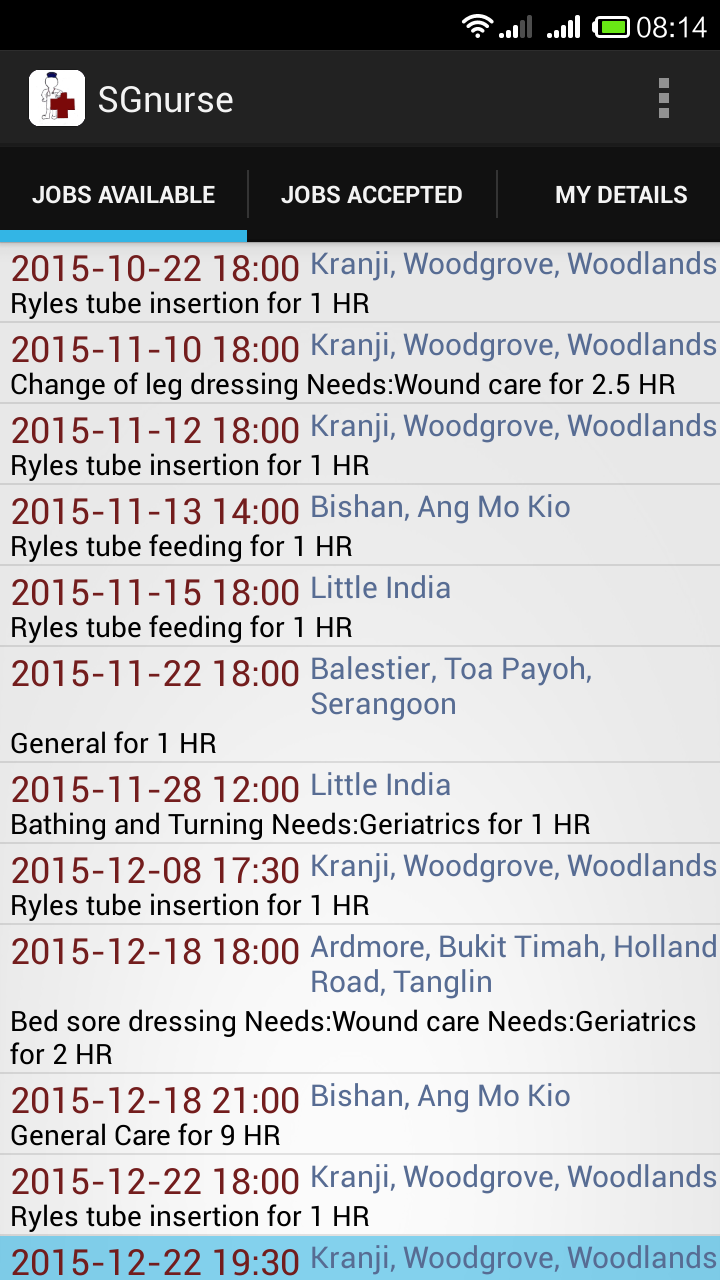 08:14
SGnurse
JOBS AVAILABLE
JOBS ACCEPTED
MY DETAILS
2015-10-22 18:00 Kranji, Woodgrove, Woodlands
Ryles tube insertion for 1 HR
2015-11-10 18:00 Kranji, Woodgrove, Woodlands
Change of leg dressing Needs:Wound care for 2.5 HR
2015-11-12 18:00 Kranji, Woodgrove, Woodlands
Ryles tube insertion for 1 HR
2015-11-13 14:00 Bishan, Ang Mo Kio
Ryles tube feeding for 1 HR
2015-11-15 18:00 Little India
Ryles tube feeding for 1 HR
2015-11-22 18:00 Balestier, Toa Payoh,
Serangoon
General for 1 HR
2015-11-28 12:00 Little India
Bathing and Turning Needs:Geriatrics for 1 HR
2015-12-08 17:30 Kranji, Woodgrove, Woodlands
Ryles tube insertion for 1 HR
2015-12-18 18:00 Ardmore, Bukit Timah, Holland
Road, Tanglin
Bed sore dressing Needs:Wound care Needs:Geriatrics
for 2 HR
2015-12-18 21:00 Bishan, Ang Mo Kio
General Care for 9 HR
2015-12-22 18:00 Kranji, Woodgrove, Woodlands
Ryles tube insertion for 1 HR
2015-12-22 19:30 Kranji, Woodgrove, Woodlands